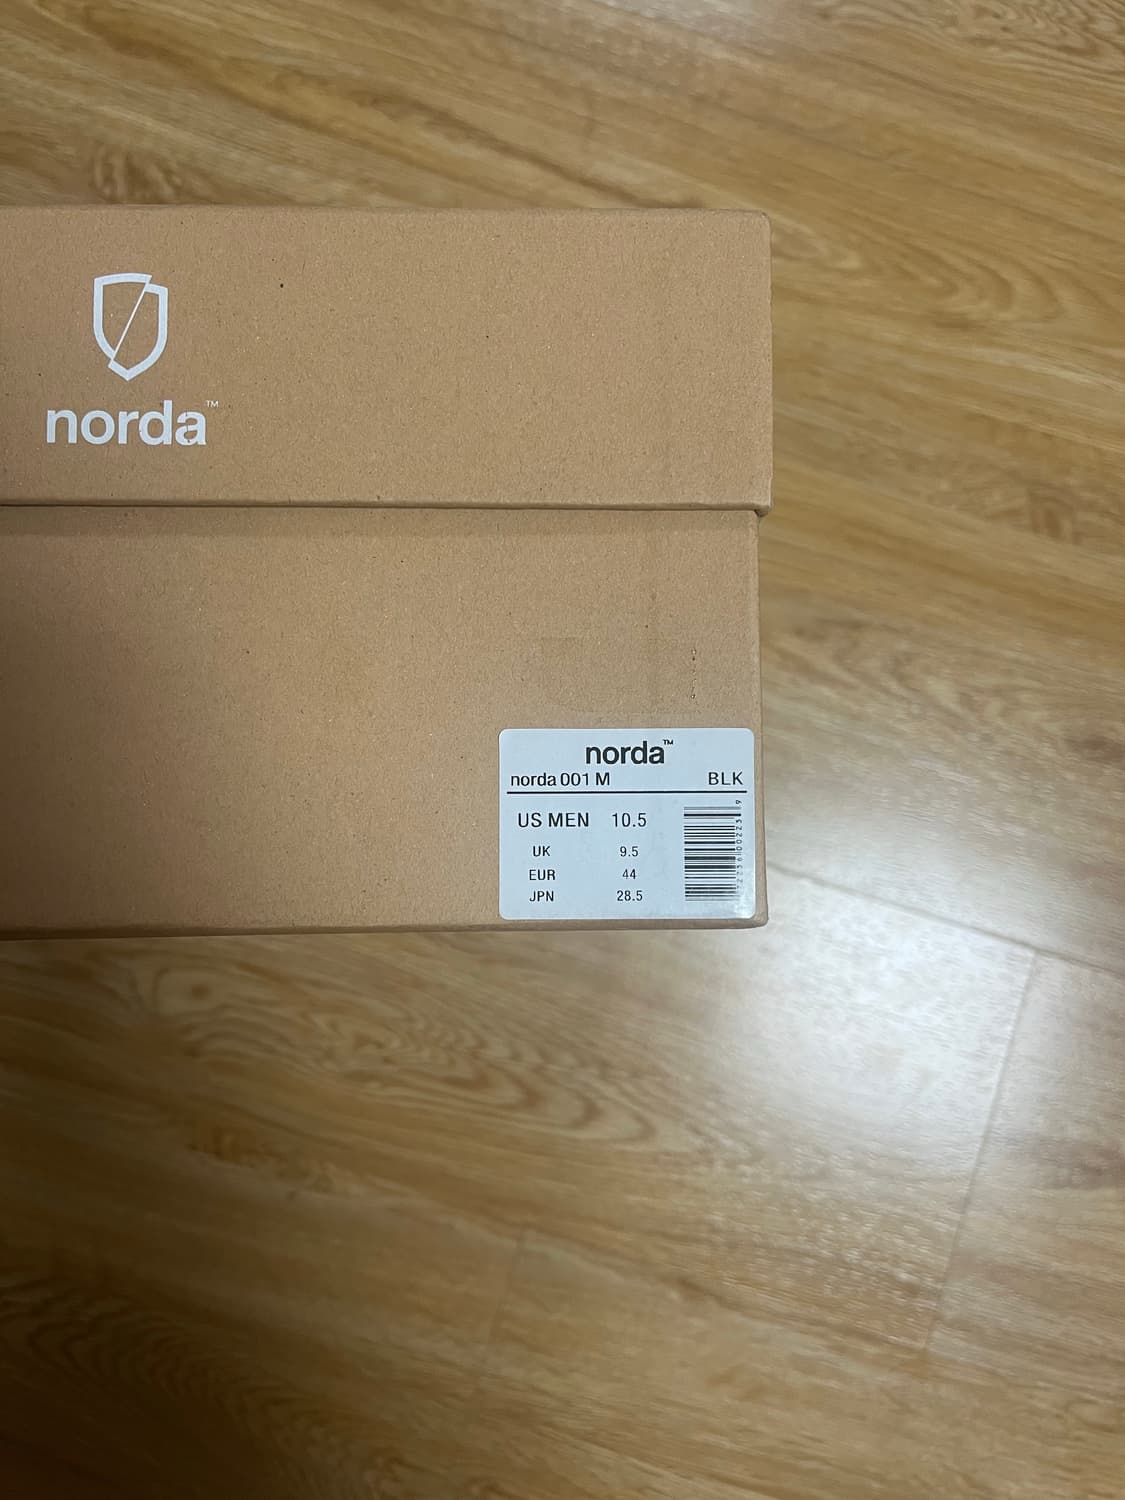 norda™
norda™
norda 001 M BLK
US MEN 10.5
UK 9.5
EUR 44
JPN 28.5